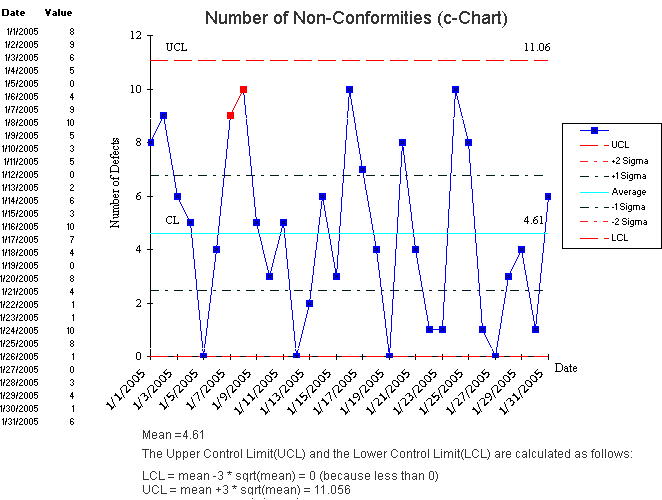 Date Value
1/1/2005 8
1/2/2005 9
1/3/2005 6
1/4/2005 5
1/5/2005 0
1/6/2005 4
1/7/2005 9
1/8/2005 10
1/9/2005 5
1/10/2005 3
1/11/2005 5
1/12/2005 0
1/13/2005 2
1/14/2005 6
1/15/2005 3
1/16/2005 10
1/17/2005 7
1/18/2005 4
1/19/2005 0
1/20/2005 8
1/21/2005 4
1/22/2005 1
1/23/2005 1
1/24/2005 10
1/25/2005 8
1/26/2005 1
1/27/2005 0
1/28/2005 3
1/29/2005 4
1/30/2005 1
1/31/2005 6
Number of Non-Conformities (c-Chart)
Number of Defects
12
10
8
6
4
2
0
UCL 11.06
CL 4.61
1/1/2005 1/3/2005 1/5/2005 1/7/2005 1/9/2005 1/11/2005 1/13/2005 1/15/2005 1/17/2005 1/19/2005 1/21/2005 1/23/2005 1/25/2005 1/27/2005 1/29/2005 1/31/2005
Date
UCL
+2 Sigma
+1 Sigma
Average
-1 Sigma
-2 Sigma
LCL
Mean =4.61
The Upper Control Limit(UCL) and the Lower Control Limit(LCL) are calculated as follows:
LCL = mean -3 * sqrt(mean) = 0 (because less than 0)
UCL = mean +3 * sqrt(mean) = 11.056